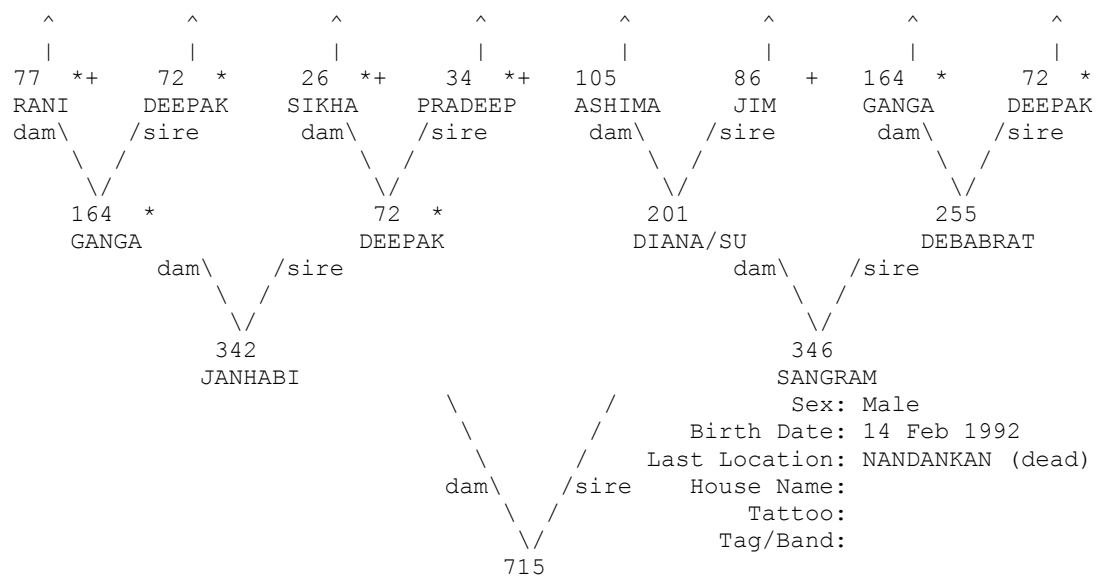 ^ ^ ^ ^ ^ ^ ^ ^
| | | | | | | |
77 *+ 72 * 26 *+ 34 *+ 105 86 + 164 * 72 *
RANI DEEPAK SIKHA PRADEEP ASHIMA JIM GANGA DEEPAK
dam\ /sire dam\ /sire dam\ /sire dam\ /sire
\ / \ / \ / \ /
\/ \/ \/ \/
164 * 72 * 201 255
GANGA DEEPAK DIANA/SU DEBABRAT
dam\ /sire dam\ /sire
\ / \ /
\/ \/
342 346
JANHABI SANGRAM
\ / Sex: Male
\ / Birth Date: 14 Feb 1992
\ / Last Location: NANDANKAN (dead)
dam\ /sire House Name:
\ / Tattoo:
\/ Tag/Band:
715